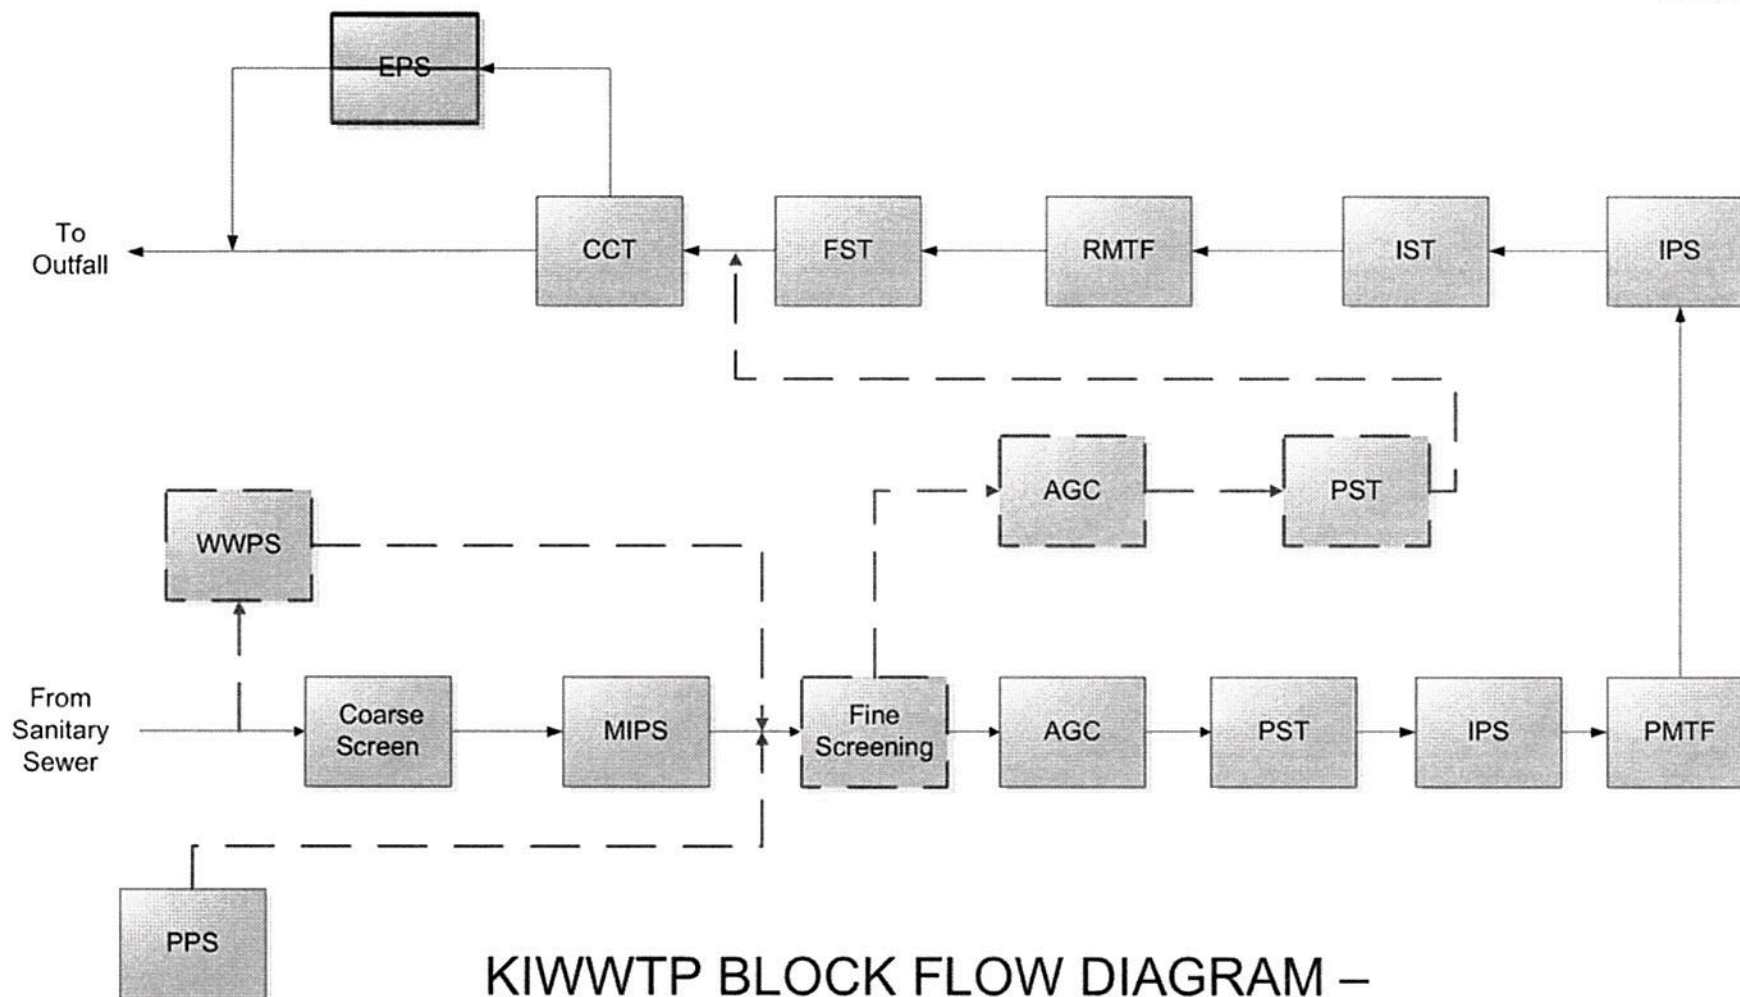 EPS
To
Outfall
CCT
FST
RMTF
IST
IPS
AGC
PST
WWPS
From
Sanitary
Sewer
Coarse
Screen
MIPS
Fine
Screening
AGC
PST
IPS
PMTF
PPS
KIWWTP BLOCK FLOW DIAGRAM –